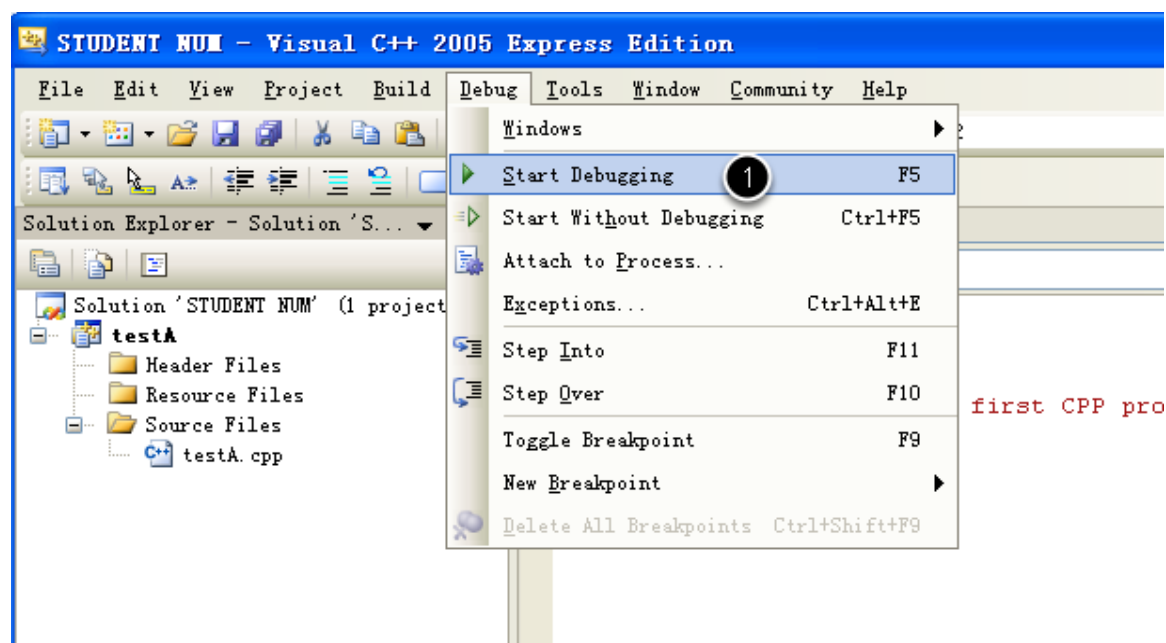 STUDENT NUM - Visual C++ 2005 Express Edition
File Edit View Project Build Debug Tools Window Community Help
Windows
Start Debugging 1 F5
Solution Explorer - Solution 'S...
Start Without Debugging Ctrl+F5
Attach to Process...
Exceptions... Ctrl+Alt+E
Solution 'STUDENT NUM' (1 project
testA
Step Into F11
Header Files
Resource Files
Step Over F10
first CPP pro
Source Files
Toggle Breakpoint F9
testA.cpp
New Breakpoint
Delete All Breakpoints Ctrl+Shift+F9